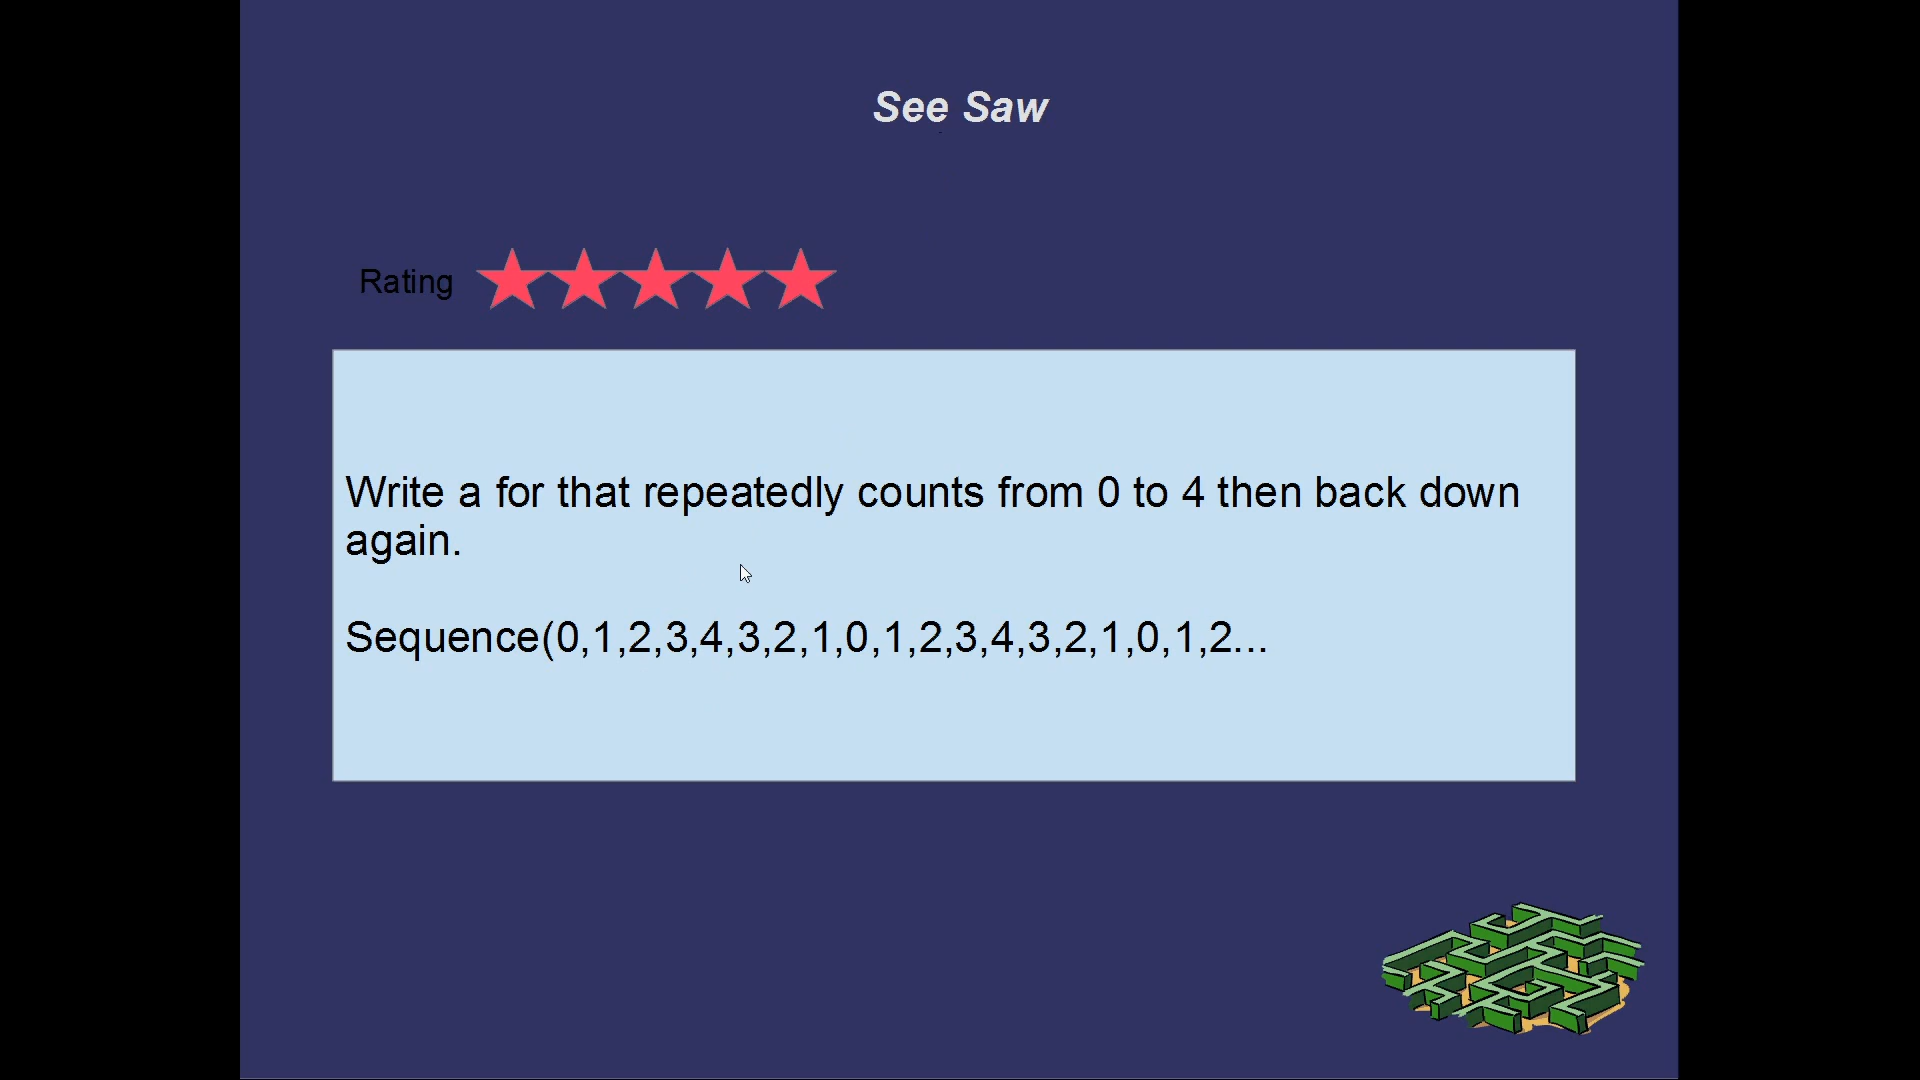 See Saw
Rating
Write a for that repeatedly counts from 0 to 4 then back down
again.
Sequence(0,1,2,3,4,3,2,1,0,1,2,3,4,3,2,1,0,1,2...